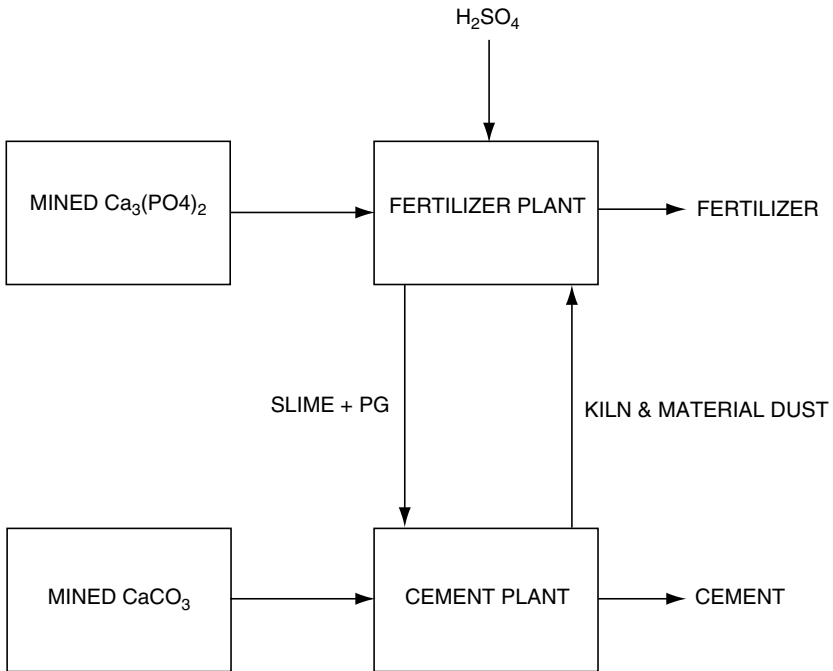 H₂SO₄
MINED Ca₃(PO4)₂
FERTILIZER PLANT
FERTILIZER
SLIME + PG
KILN & MATERIAL DUST
MINED CaCO₃
CEMENT PLANT
CEMENT